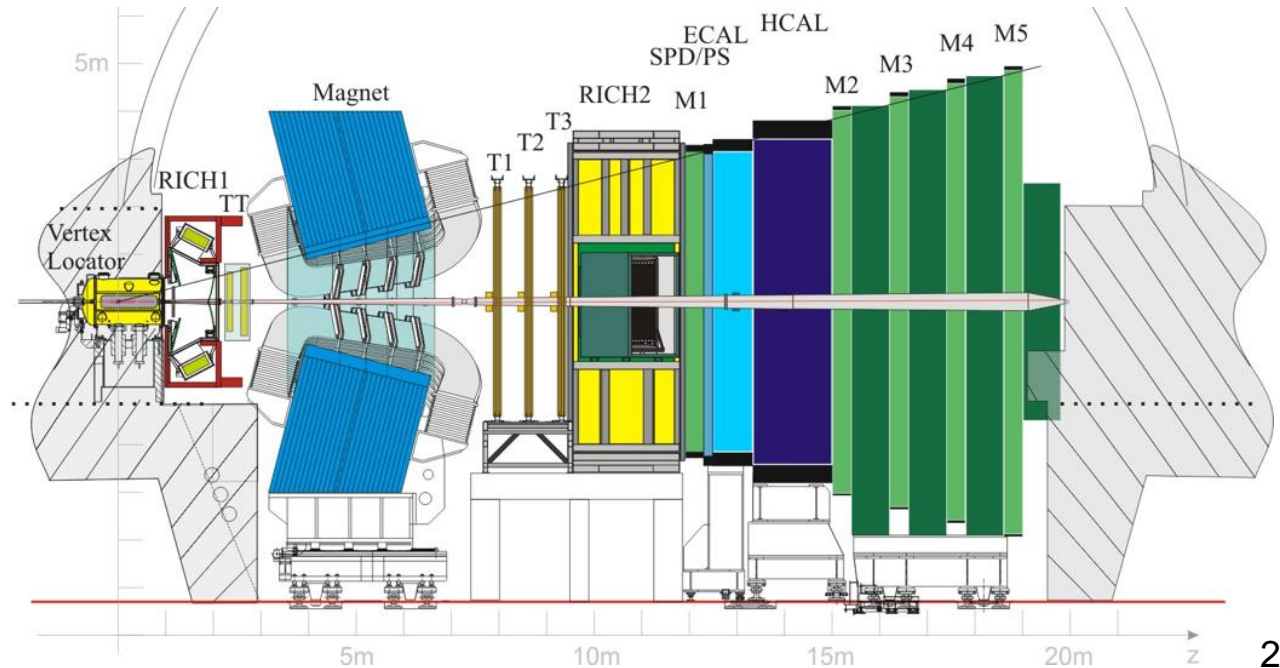 HCAL
ECAL
M5
M4
SPD/PS
M3
M2
5m
Magnet
RICH2
M1
T3
T2
T1
RICH1
TT
Vertex
Locator
5m
10m
15m
20m
z
2